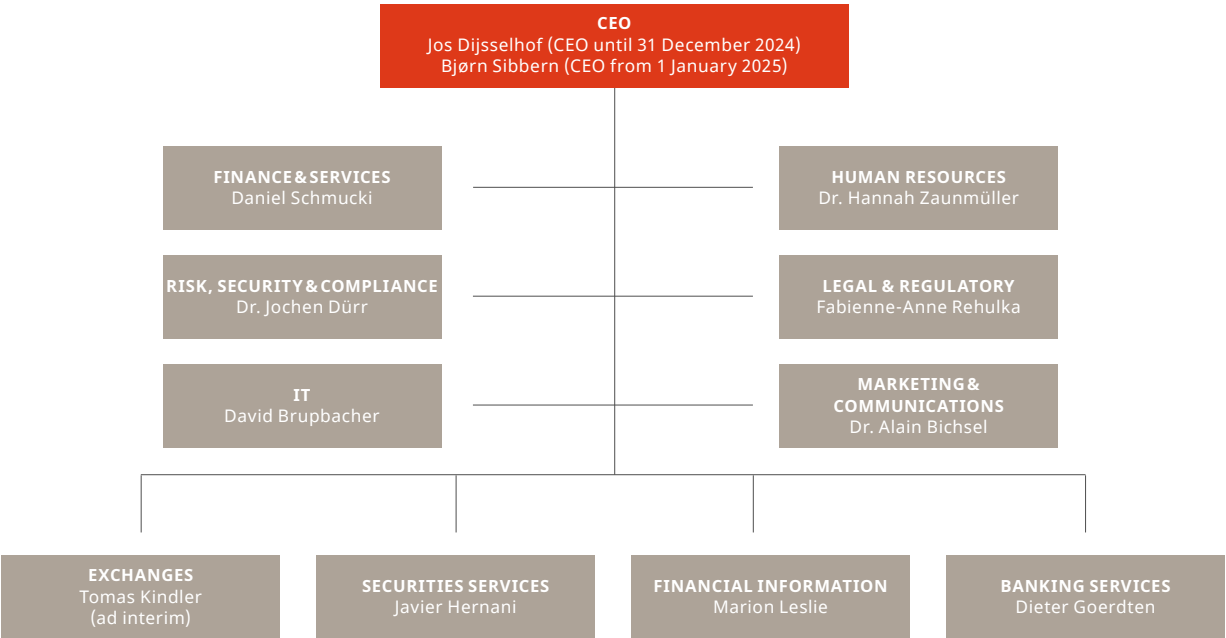 CEO
Jos Dijsselhof (CEO until 31 December 2024)
Bjørn Sibbern (CEO from 1 January 2025)
FINANCE & SERVICES
Daniel Schmucki
HUMAN RESOURCES
Dr. Hannah Zaunmüller
RISK, SECURITY & COMPLIANCE
Dr. Jochen Dürr
LEGAL & REGULATORY
Fabienne-Anne Rehulka
IT
David Brupbacher
MARKETING &
COMMUNICATIONS
Dr. Alain Bichsel
EXCHANGES
Tomas Kindler
(ad interim)
SECURITIES SERVICES
Javier Hernani
FINANCIAL INFORMATION
Marion Leslie
BANKING SERVICES
Dieter Goerdten